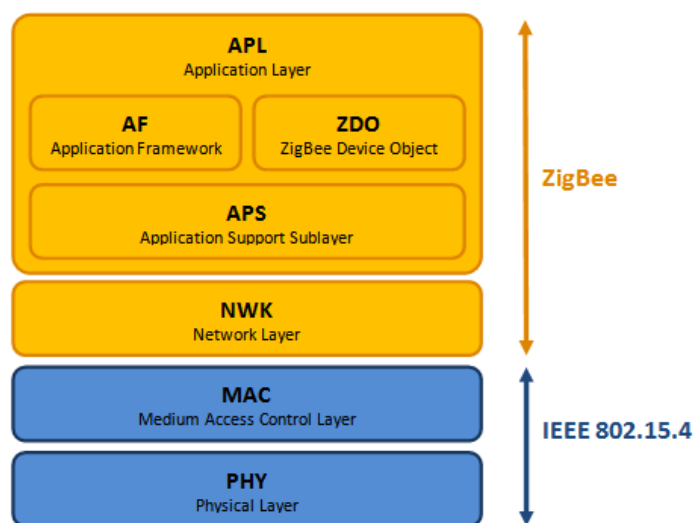 APL
Application Layer
AF
Application Framework
ZDO
ZigBee Device Object
APS
Application Support Sublayer
NWK
Network Layer
MAC
Medium Access Control Layer
PHY
Physical Layer
ZigBee
IEEE 802.15.4